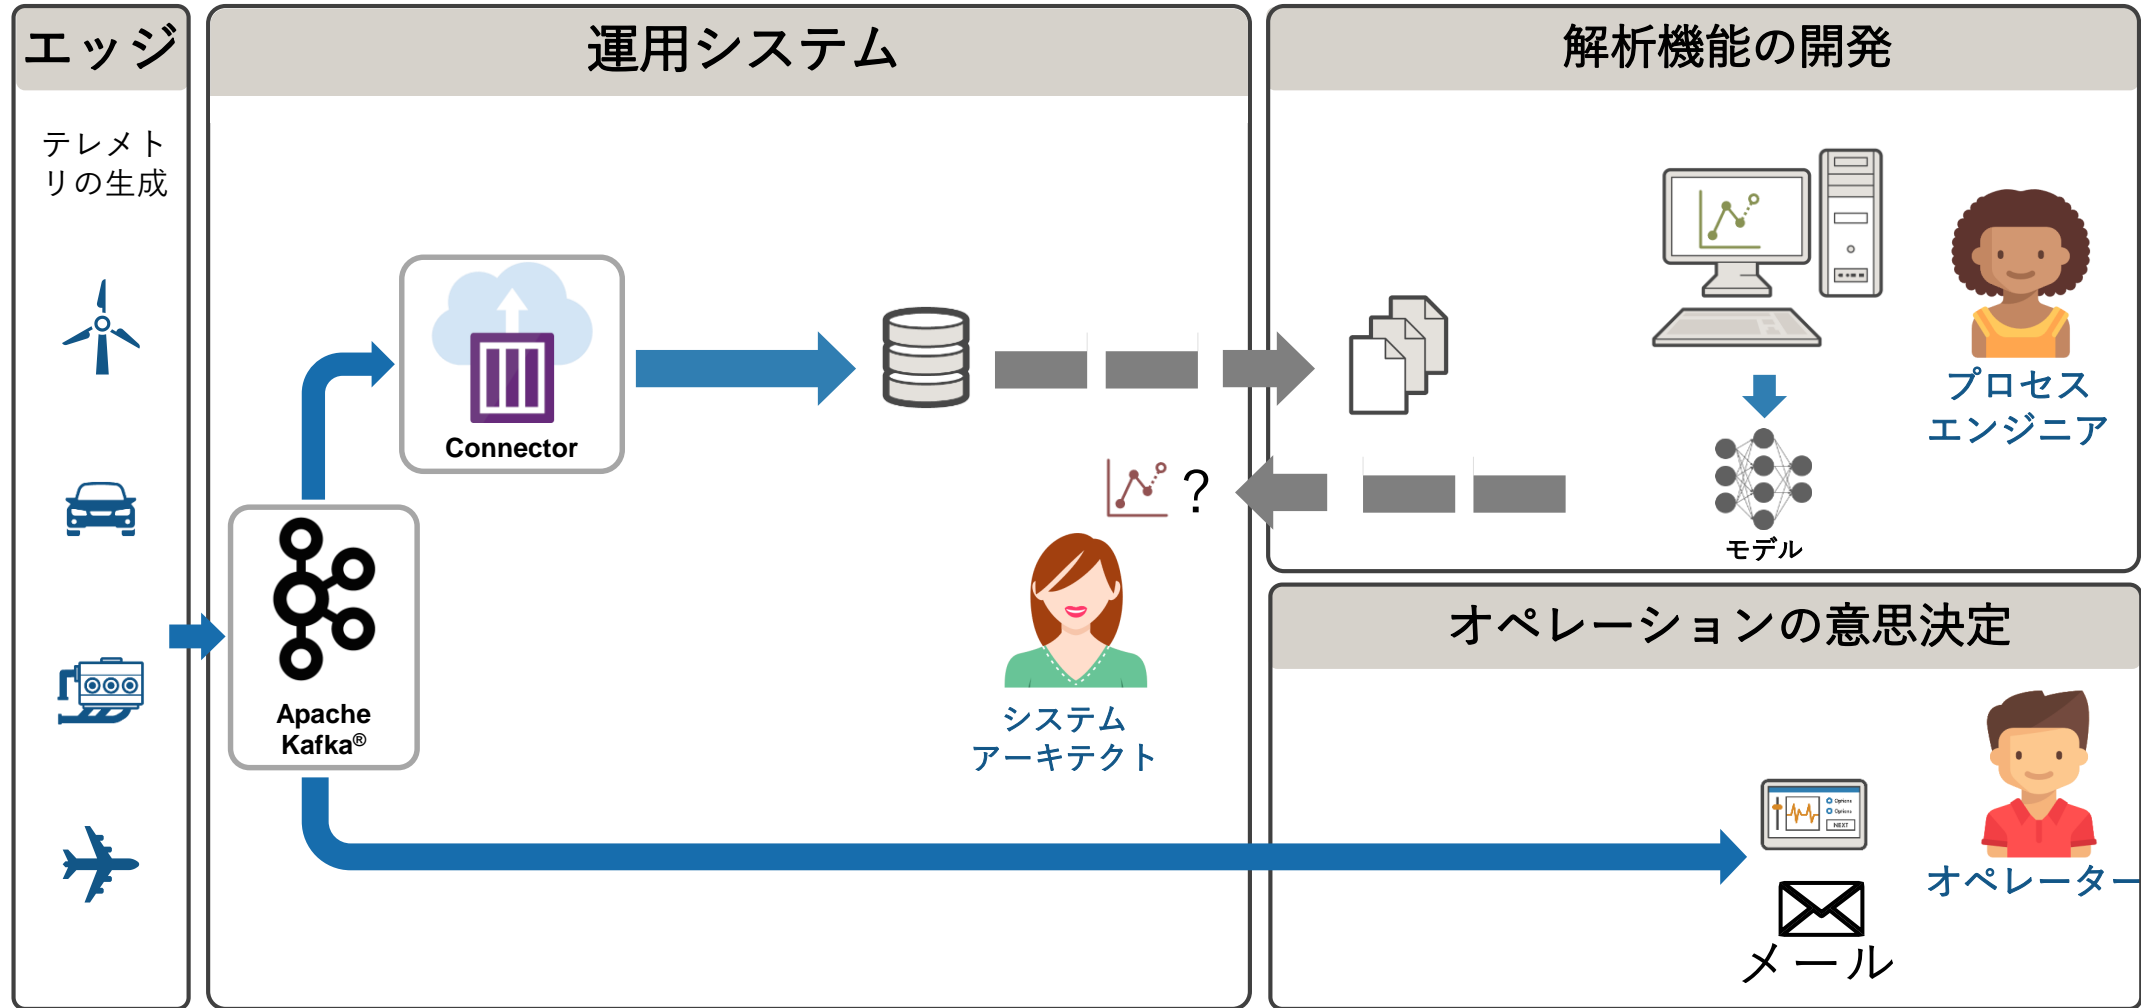 エッジ
テレメト
リの生成
運用システム
Connector
Apache
Kafka®
?
システム
アーキテクト
解析機能の開発
プロセス
エンジニア
モデル
オペレーションの意思決定
Options
Options
NEXT
オペレーター
メール